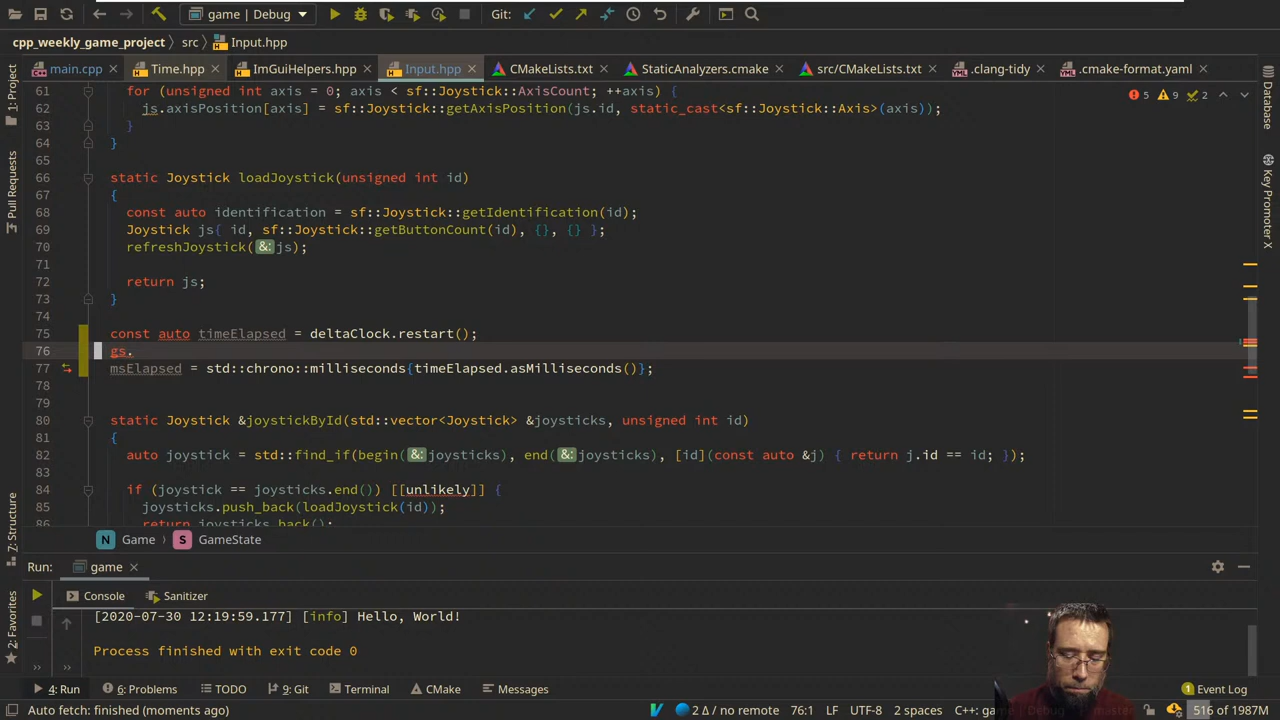 game | Debug Git:
cpp_weekly_game_project src Input.hpp
main.cpp Time.hpp ImGuiHelpers.hpp Input.hpp CMakeLists.txt StaticAnalyzers.cmake src/CMakeLists.txt .clang-tidy .cmake-format.yaml
1: Project
Pull Requests
7: Structure
2: Favorites
Database
Key Promoter X
5 9 2
61 for (unsigned int axis = 0; axis < sf::Joystick::AxisCount; ++axis) {
62 js.axisPosition[axis] = sf::Joystick::getAxisPosition(js.id, static_cast<sf::Joystick::Axis>(axis));
63 }
64 }
65
66 static Joystick loadJoystick(unsigned int id)
67 {
68 const auto identification = sf::Joystick::getIdentification(id);
69 Joystick js{ id, sf::Joystick::getButtonCount(id), {}, {} };
70 refreshJoystick(&: js);
71
72 return js;
73 }
74
75 const auto timeElapsed = deltaClock.restart();
76 gs.
77 msElapsed = std::chrono::milliseconds{timeElapsed.asMilliseconds()};
78
79
80 static Joystick &joystickById(std::vector<Joystick> &joysticks, unsigned int id)
81 {
82 auto joystick = std::find_if(begin(&: joysticks), end(&: joysticks), [id](const auto &j) { return j.id == id; });
83
84 if (joystick == joysticks.end()) [[unlikely]] {
85 joysticks.push_back(loadJoystick(id));
86 return joysticks.back();
N Game S GameState
Run: game
Console Sanitizer
[2020-07-30 12:19:59.177] [info] Hello, World!
Process finished with exit code 0
4: Run 6: Problems TODO 9: Git Terminal CMake Messages 1 Event Log
Auto fetch: finished (moments ago) 2 Δ / no remote 76:1 LF UTF-8 2 spaces C++: game | Debug master 516 of 1987M